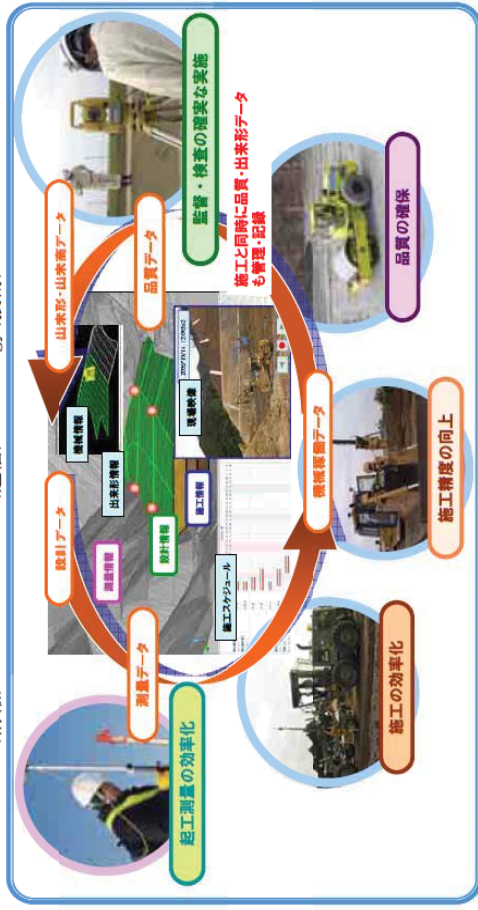 起工測量の効率化
測量データ
設計データ
測量情報
設計情報
施工情報
施工スケジュール
機械情報
出来形情報
現場映像
出来形・出来高データ
品質データ
監督・検査の確実な実施
施工と同時に品質・出来形データ
も管理・記録
機械稼働データ
施工の効率化
施工精度の向上
品質の確保